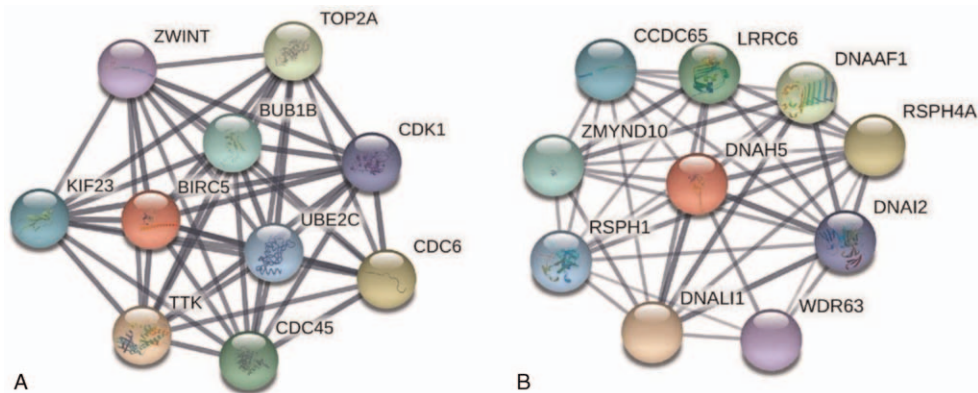 ZWINT
TOP2A
BUB1B
CDK1
KIF23
BIRC5
UBE2C
CDC6
TTK
CDC45
A
CCDC65
LRRC6
DNAAF1
RSPH4A
ZMYND10
DNAH5
DNAI2
RSPH1
DNALI1
WDR63
B